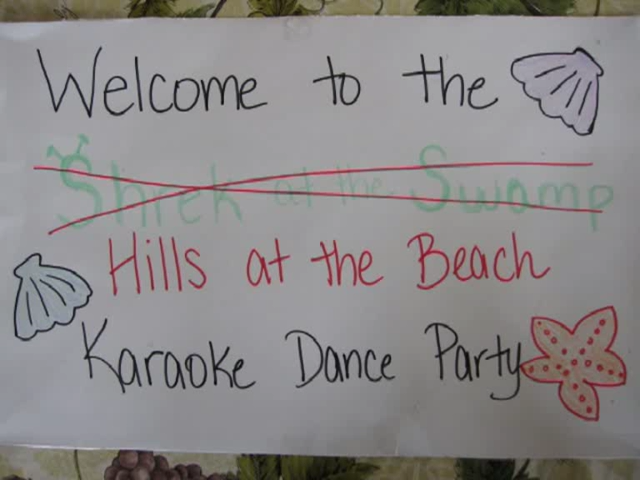 Welcome to the
Shrek at the Swamp
Hills at the Beach
Karaoke Dance Party